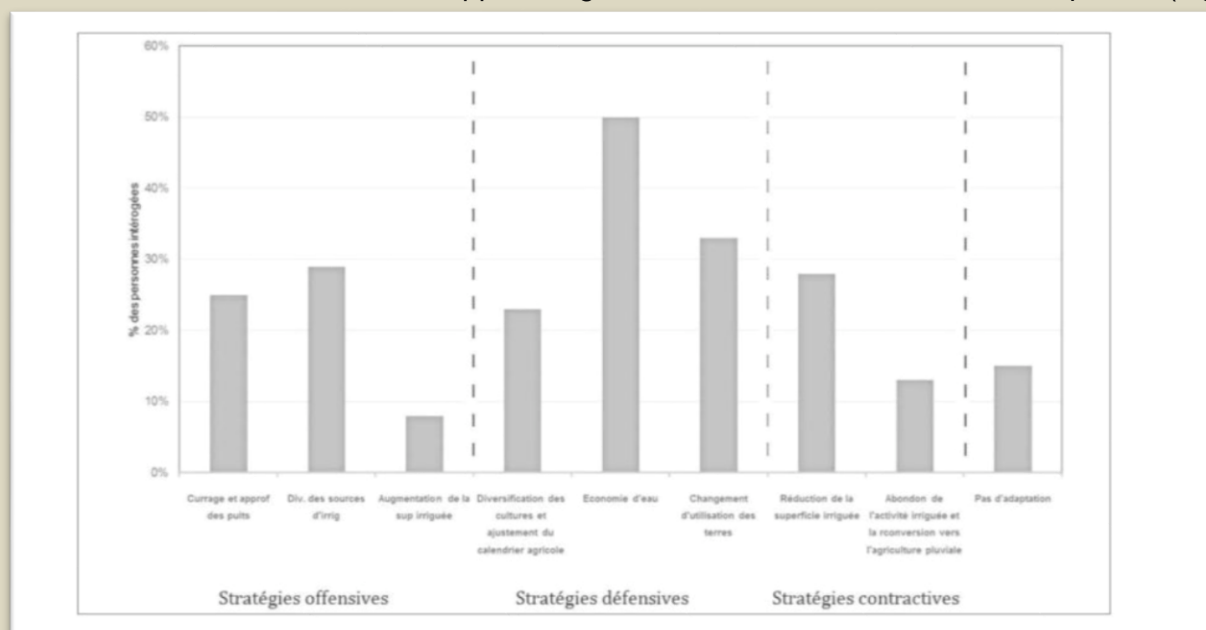 60%
50%
40%
30%
20%
10%
0%
% des personnes intérogées
Currage et approf
des puits
Div. des sources
d'irrig
Augmentation de la
sup irriguée
Diversification des
cultures et
ajustement du
calendrier agricole
Economie d'eau
Changement
d'utilisation des
terres
Réduction de la
superficie irriguée
Abondon de
l'activité irriguée et
la rconversion vers
l'agriculture pluviale
Pas d'adaptation
Stratégies offensives
Stratégies défensives
Stratégies contractives